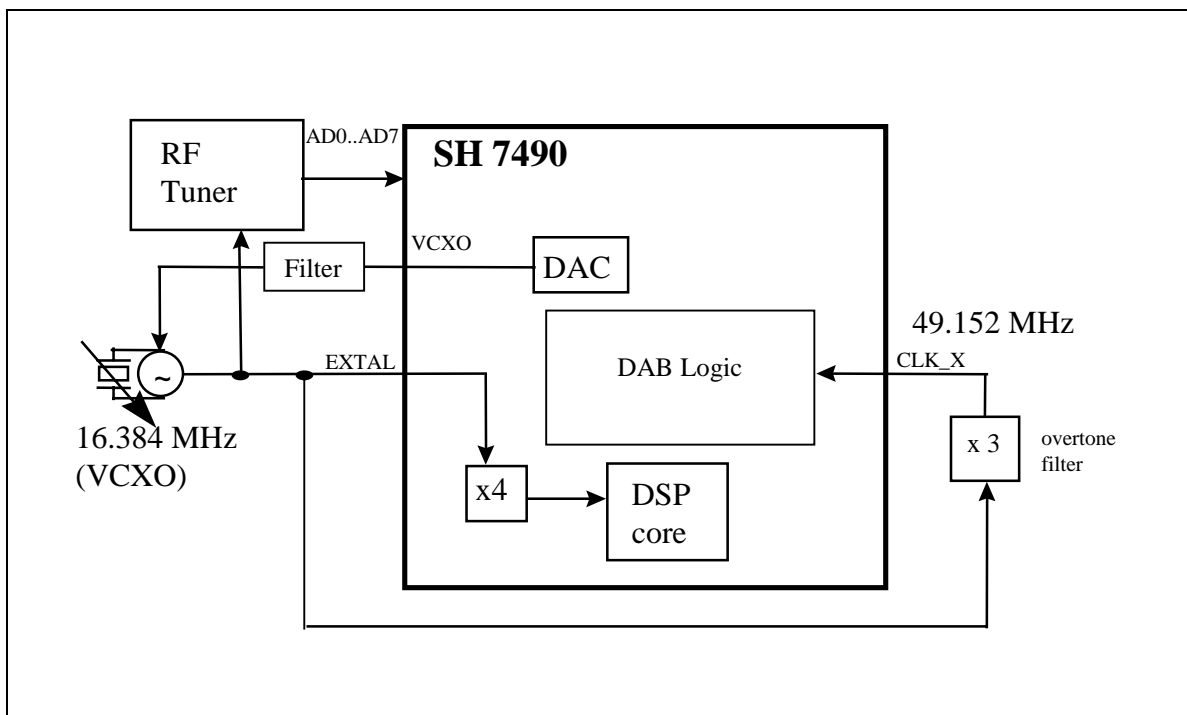 RF
Tuner
AD0..AD7
SH 7490
VCXO
Filter
DAC
49.152 MHz
DAB Logic
CLK_X
EXTAL
~
16.384 MHz
(VCXO)
x 3
overtone
filter
x4
DSP
core